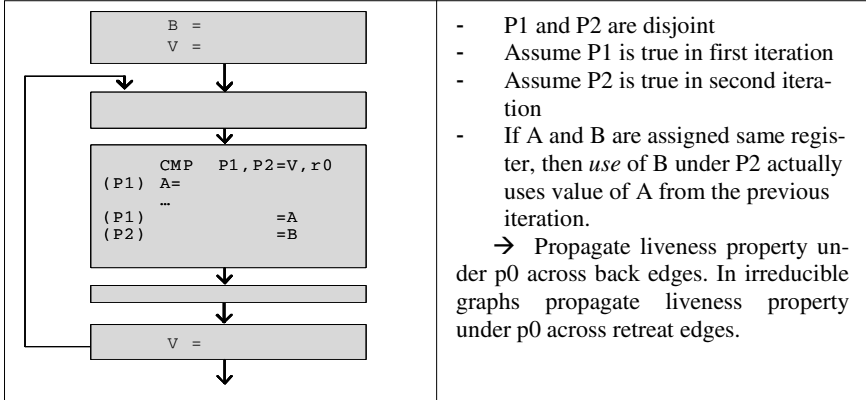 B =
V =
CMP P1,P2=V,r0
(P1) A=
…
(P1) =A
(P2) =B
V =
- P1 and P2 are disjoint
- Assume P1 is true in first iteration
- Assume P2 is true in second itera-
tion
- If A and B are assigned same regis-
ter, then use of B under P2 actually
uses value of A from the previous
iteration.
→ Propagate liveness property un-
der p0 across back edges. In irreducible
graphs propagate liveness property
under p0 across retreat edges.